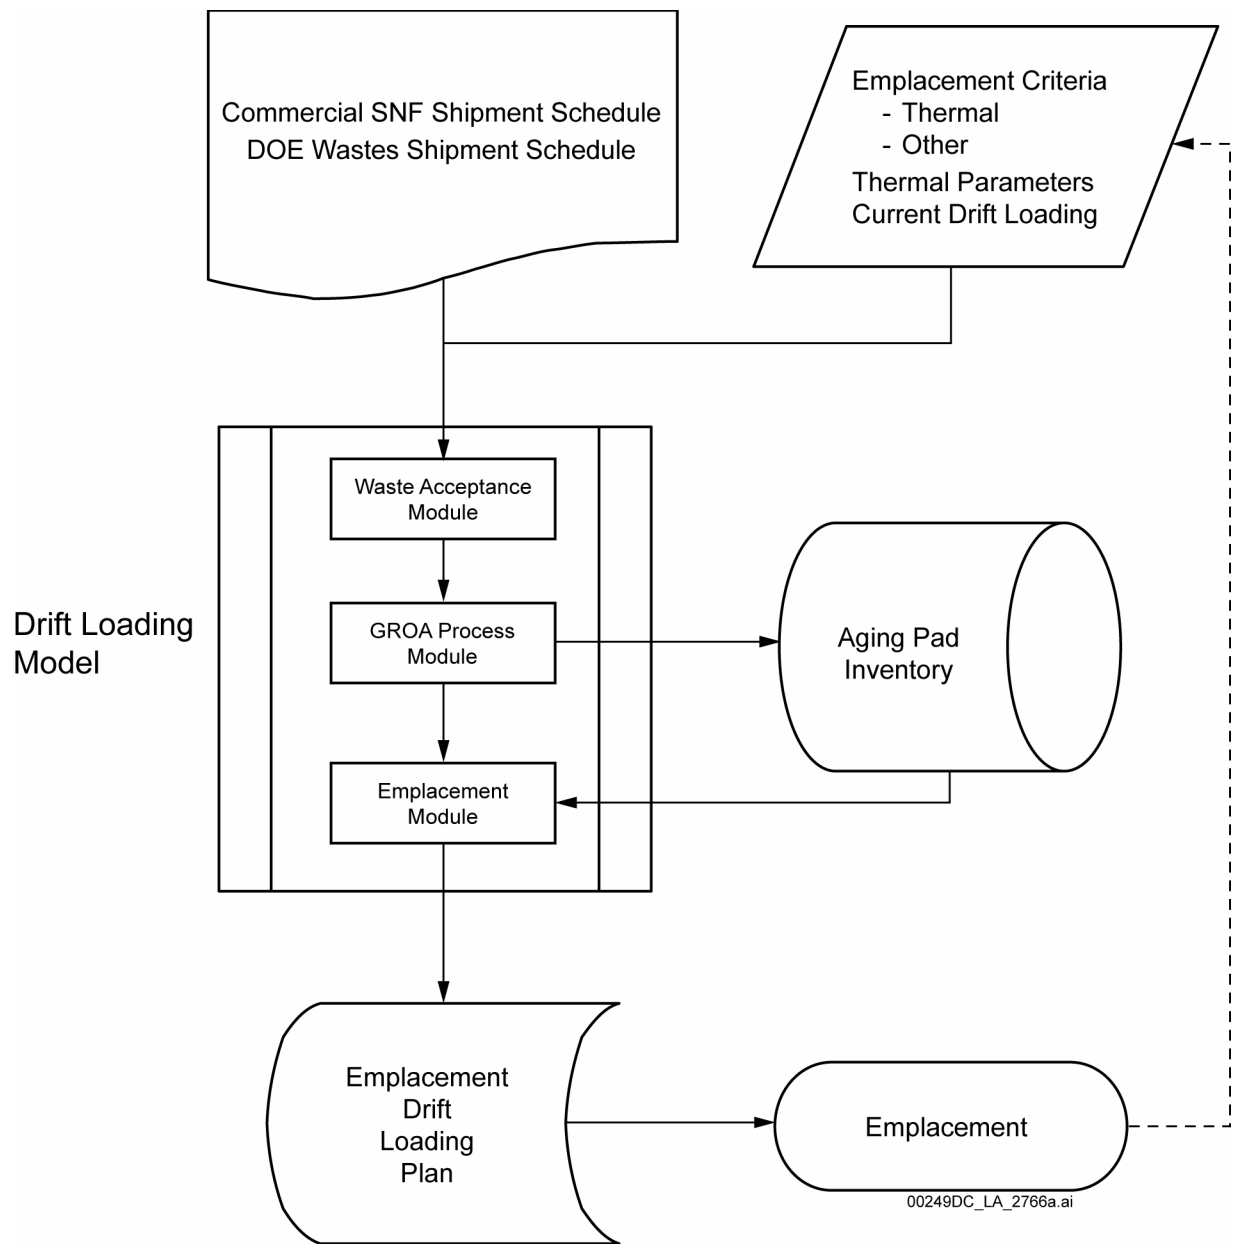 Commercial SNF Shipment Schedule
DOE Wastes Shipment Schedule
Emplacement Criteria
- Thermal
- Other
Thermal Parameters
Current Drift Loading
Drift Loading
Model
Waste Acceptance
Module
GROA Process
Module
Emplacement
Module
Aging Pad
Inventory
Emplacement
Drift
Loading
Plan
Emplacement
00249DC_LA_2766a.ai